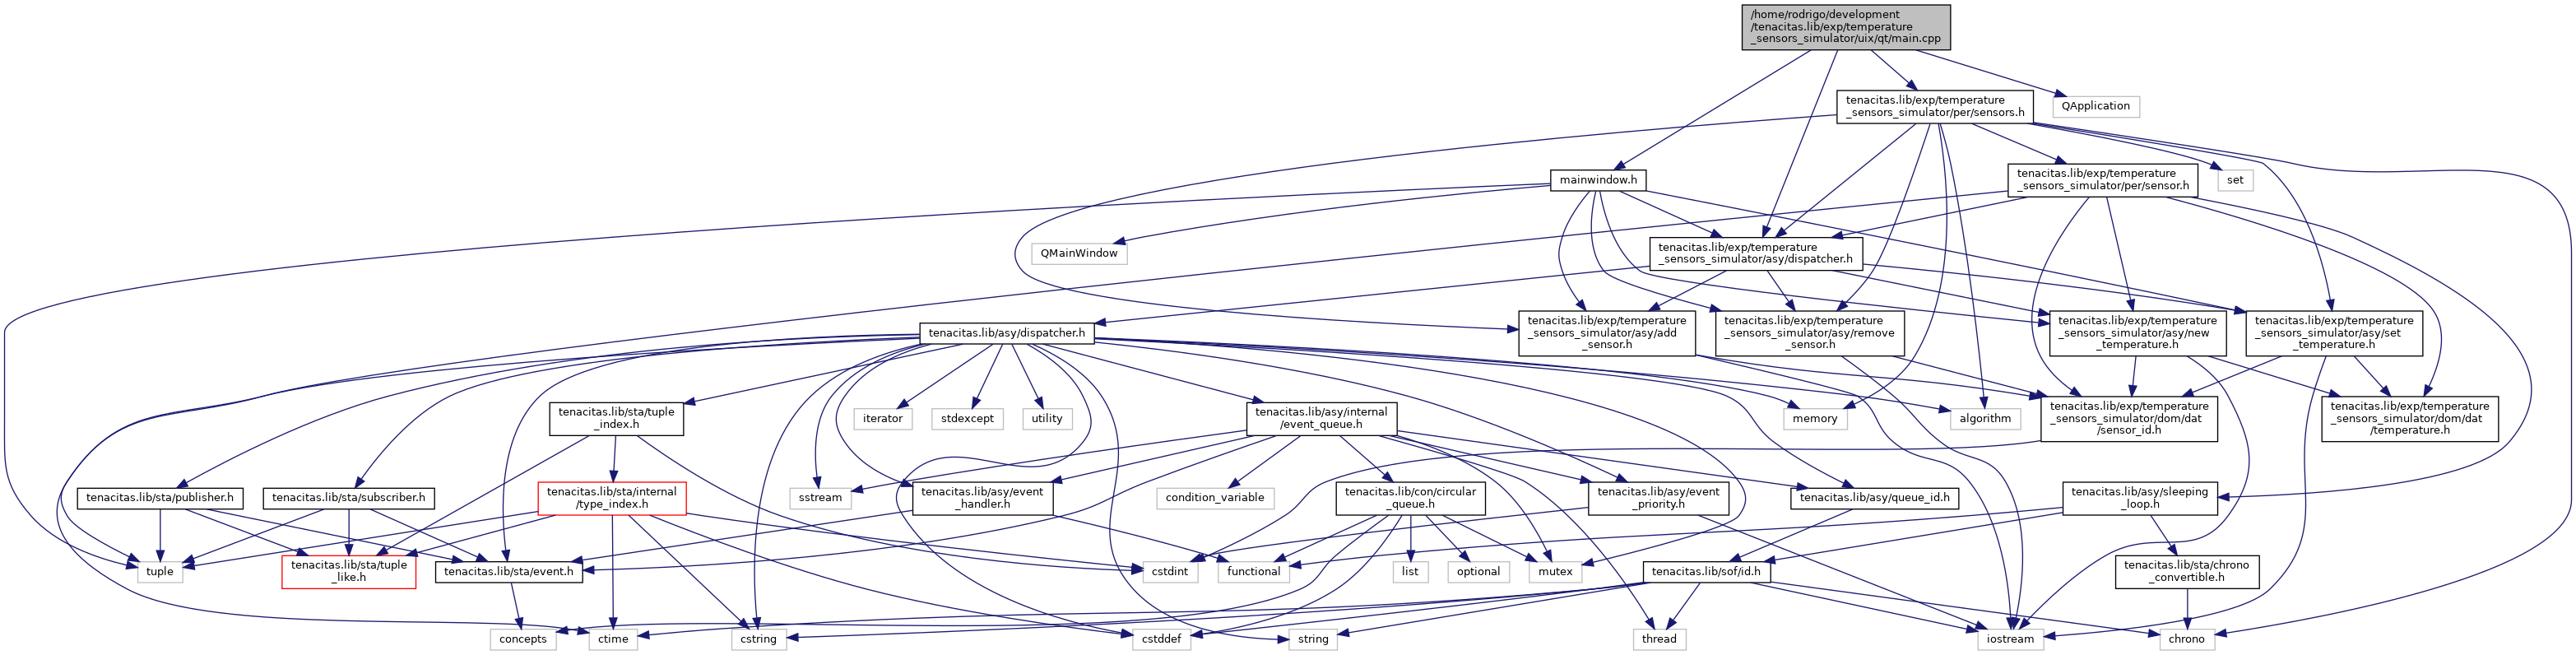 /home/rodrigo/development
/tenacitas.lib/exp/temperature
_sensors_simulator/uix/qt/main.cpp
tenacitas.lib/exp/temperature
_sensors_simulator/per/sensors.h
QApplication
mainwindow.h
tenacitas.lib/exp/temperature
_sensors_simulator/per/sensor.h
set
QMainWindow
tenacitas.lib/exp/temperature
_sensors_simulator/asy/dispatcher.h
tenacitas.lib/asy/dispatcher.h
tenacitas.lib/exp/temperature
_sensors_simulator/asy/add
_sensor.h
tenacitas.lib/exp/temperature
_sensors_simulator/asy/remove
_sensor.h
tenacitas.lib/exp/temperature
_sensors_simulator/asy/new
_temperature.h
tenacitas.lib/exp/temperature
_sensors_simulator/asy/set
_temperature.h
tenacitas.lib/sta/tuple
_index.h
iterator
stdexcept
utility
tenacitas.lib/asy/internal
/event_queue.h
memory
algorithm
tenacitas.lib/exp/temperature
_sensors_simulator/dom/dat
/sensor_id.h
tenacitas.lib/exp/temperature
_sensors_simulator/dom/dat
/temperature.h
tenacitas.lib/sta/publisher.h
tenacitas.lib/sta/subscriber.h
tenacitas.lib/sta/internal
/type_index.h
sstream
tenacitas.lib/asy/event
_handler.h
condition_variable
tenacitas.lib/con/circular
_queue.h
tenacitas.lib/asy/event
_priority.h
tenacitas.lib/asy/queue_id.h
tenacitas.lib/asy/sleeping
_loop.h
tuple
tenacitas.lib/sta/tuple
_like.h
tenacitas.lib/sta/event.h
cstdint
functional
list
optional
mutex
tenacitas.lib/sof/id.h
tenacitas.lib/sta/chrono
_convertible.h
concepts
ctime
cstring
cstddef
string
thread
iostream
chrono